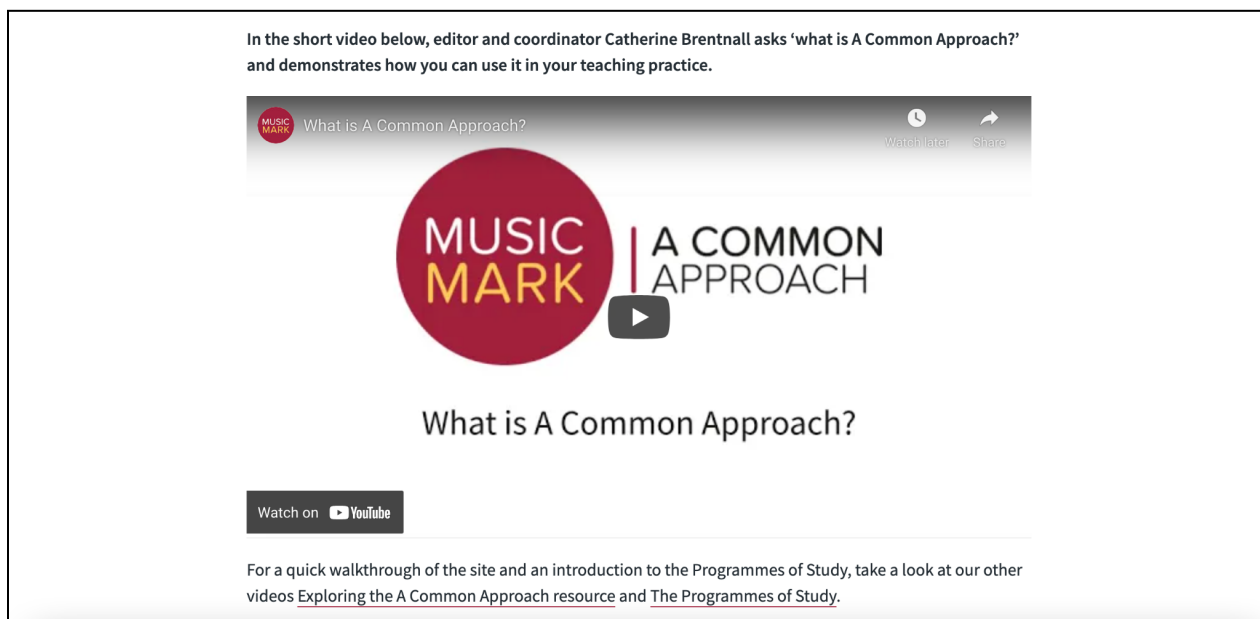 In the short video below, editor and coordinator Catherine Brentnall asks ‘what is A Common Approach?’
and demonstrates how you can use it in your teaching practice.
MUSIC
MARK
What is A Common Approach?
Watch later
Share
MUSIC
MARK
A COMMON
APPROACH
What is A Common Approach?
Watch on YouTube
For a quick walkthrough of the site and an introduction to the Programmes of Study, take a look at our other
videos Exploring the A Common Approach resource and The Programmes of Study.